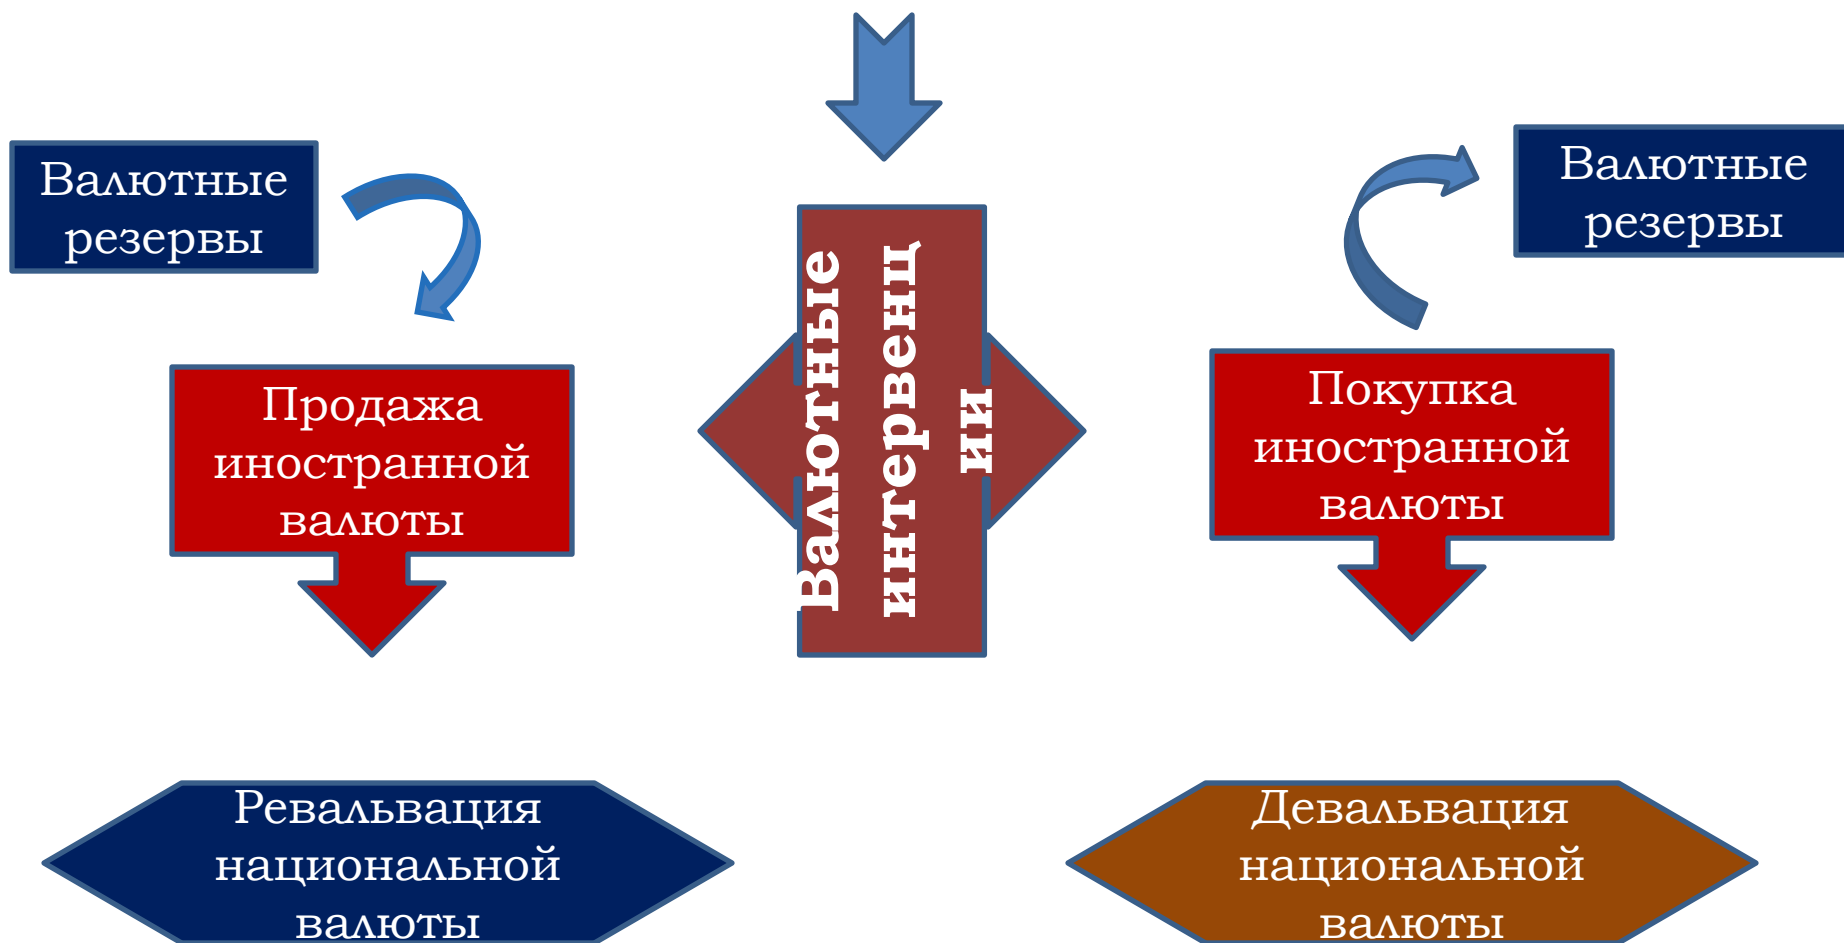 Валютные
резервы
Продажа
иностранной
валюты
Ревальвация
национальной
валюты
Валютные
интервенц
ии
Валютные
резервы
Покупка
иностранной
валюты
Девальвация
национальной
валюты